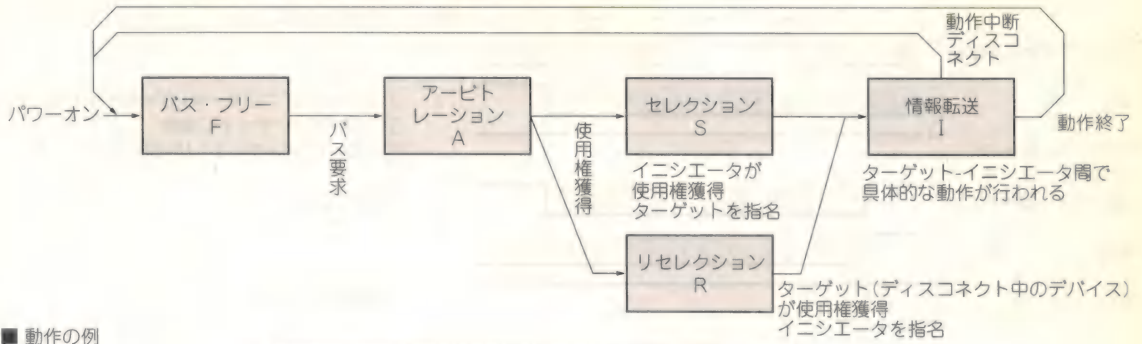 動作中断
ディスコ
ネクト
パワーオン
バス・フリー
F
バス要求
アービト
レーション
A
使用権獲得
セレクション
S
イニシエータが
使用権獲得
ターゲットを指名
情報転送
I
動作終了
ターゲット-イニシエータ間で
具体的な動作が行われる
リセレクション
R
ターゲット(ディスコネクト中のデバイス)
が使用権獲得
イニシエータを指名
■ 動作の例